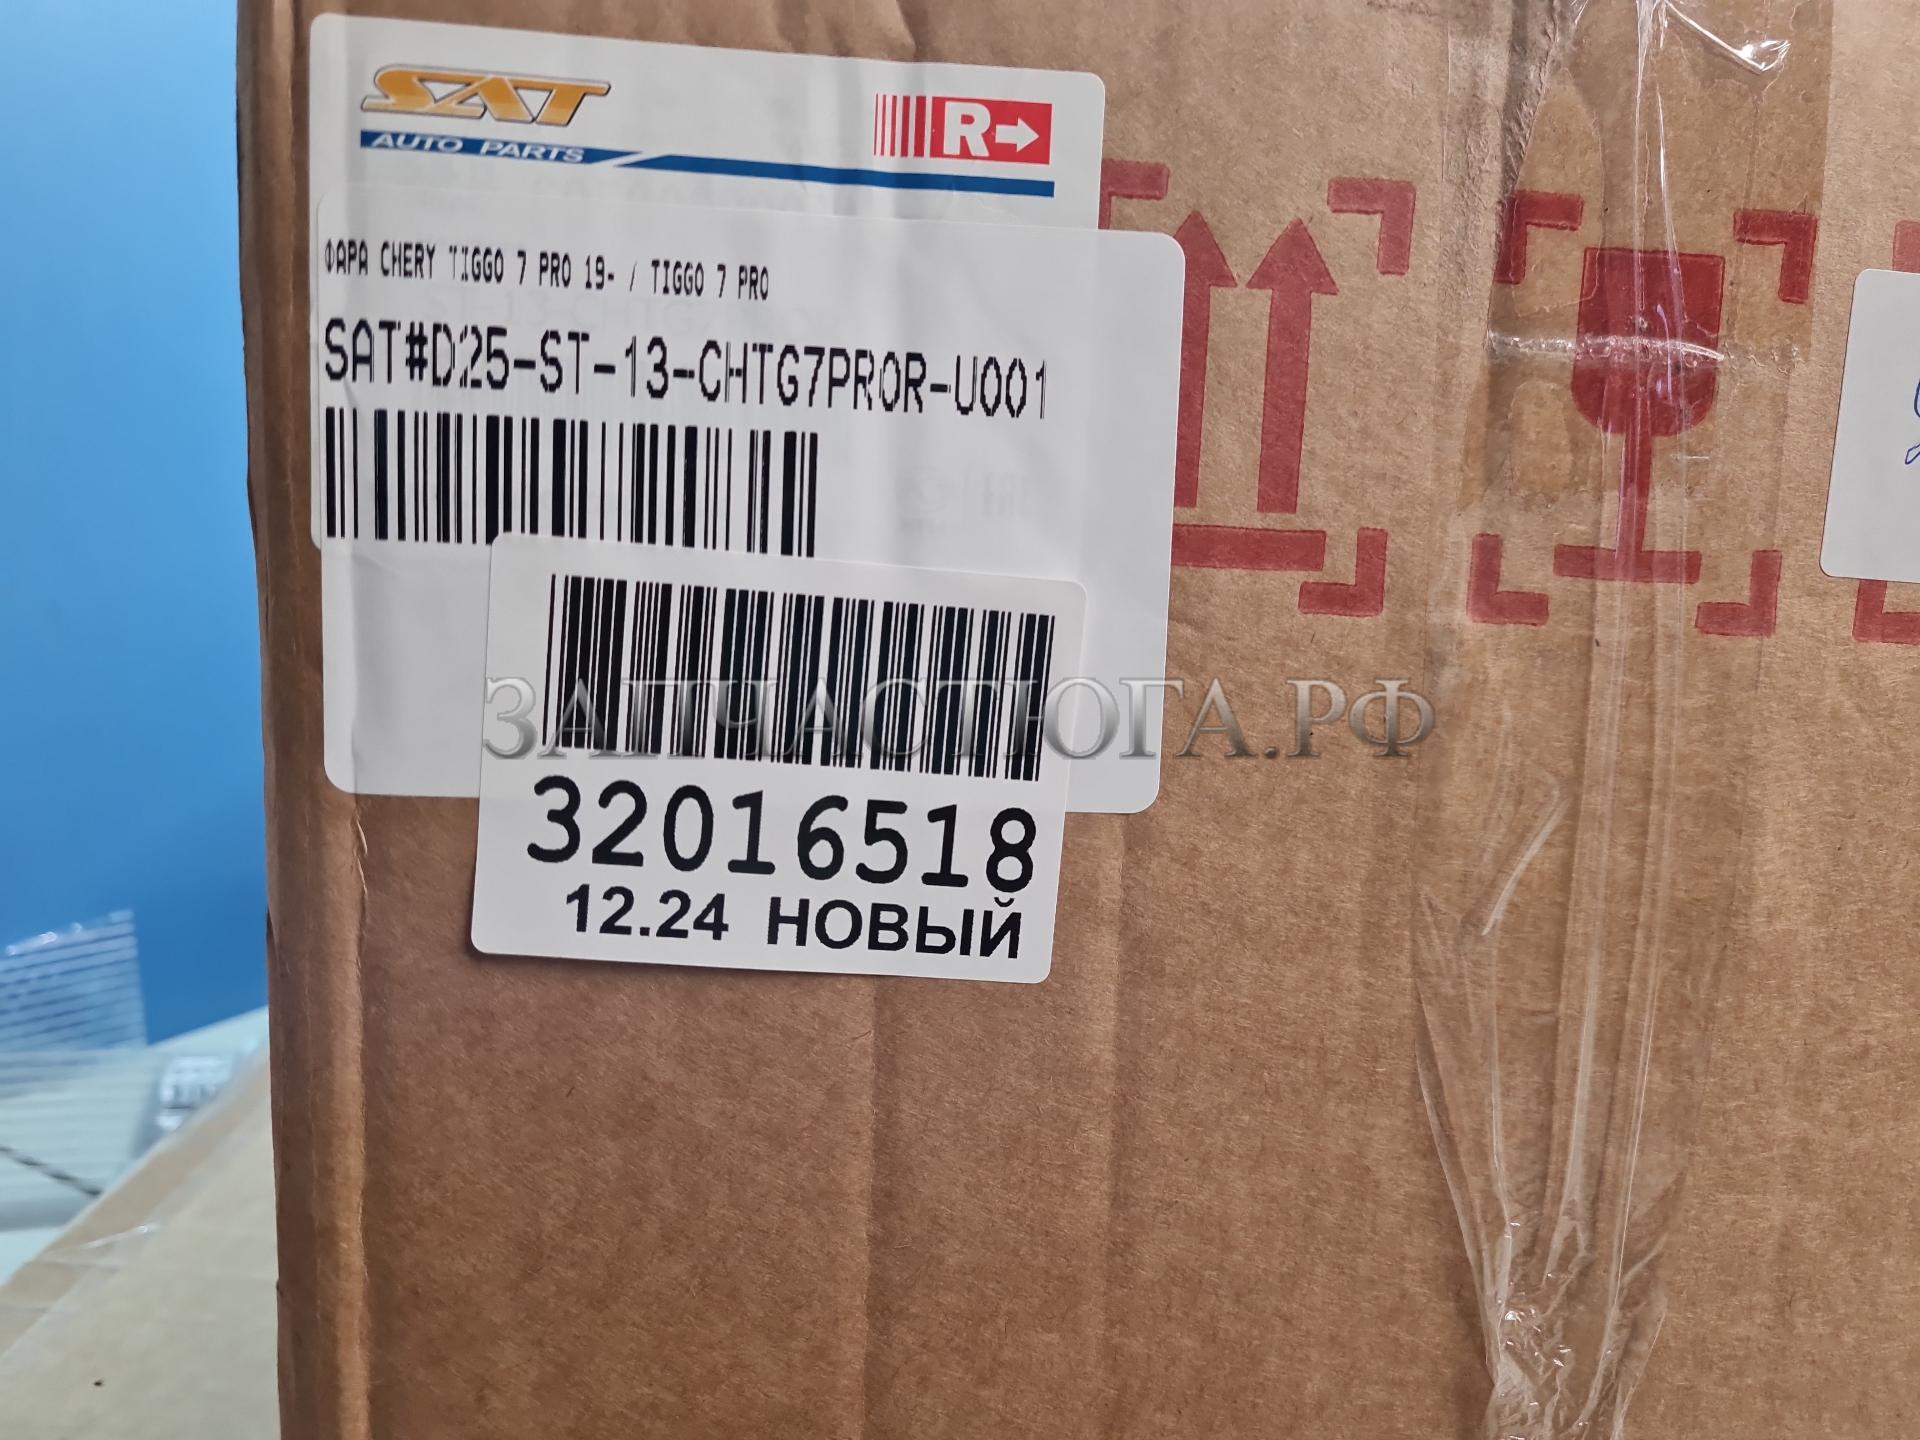 SAT
AUTO PARTS
R
ФАРА CHERY TIGGO 7 PRO 19- / TIGGO 7 PRO
SAT#D25-ST-13-CHTG7PROR-U001
ЗАПЧАСТЮГА.РФ
32016518
12.24 НОВЫЙ